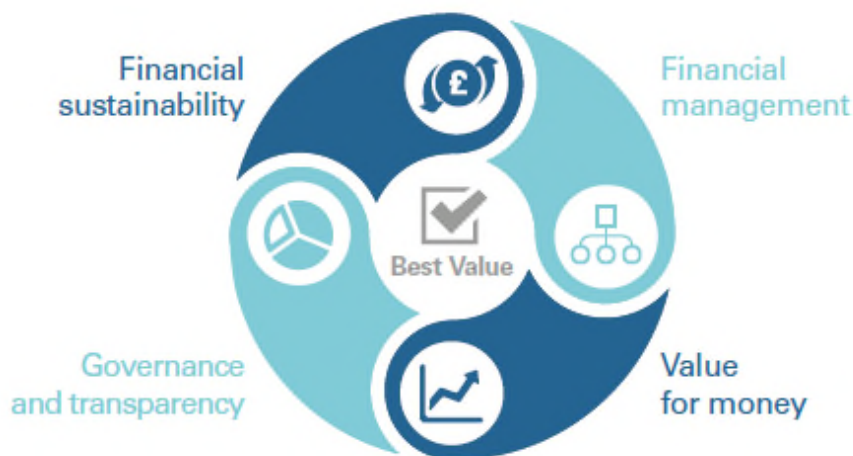 Financial
sustainability
£
Financial
management
Best Value
Governance
and transparency
Value
for money